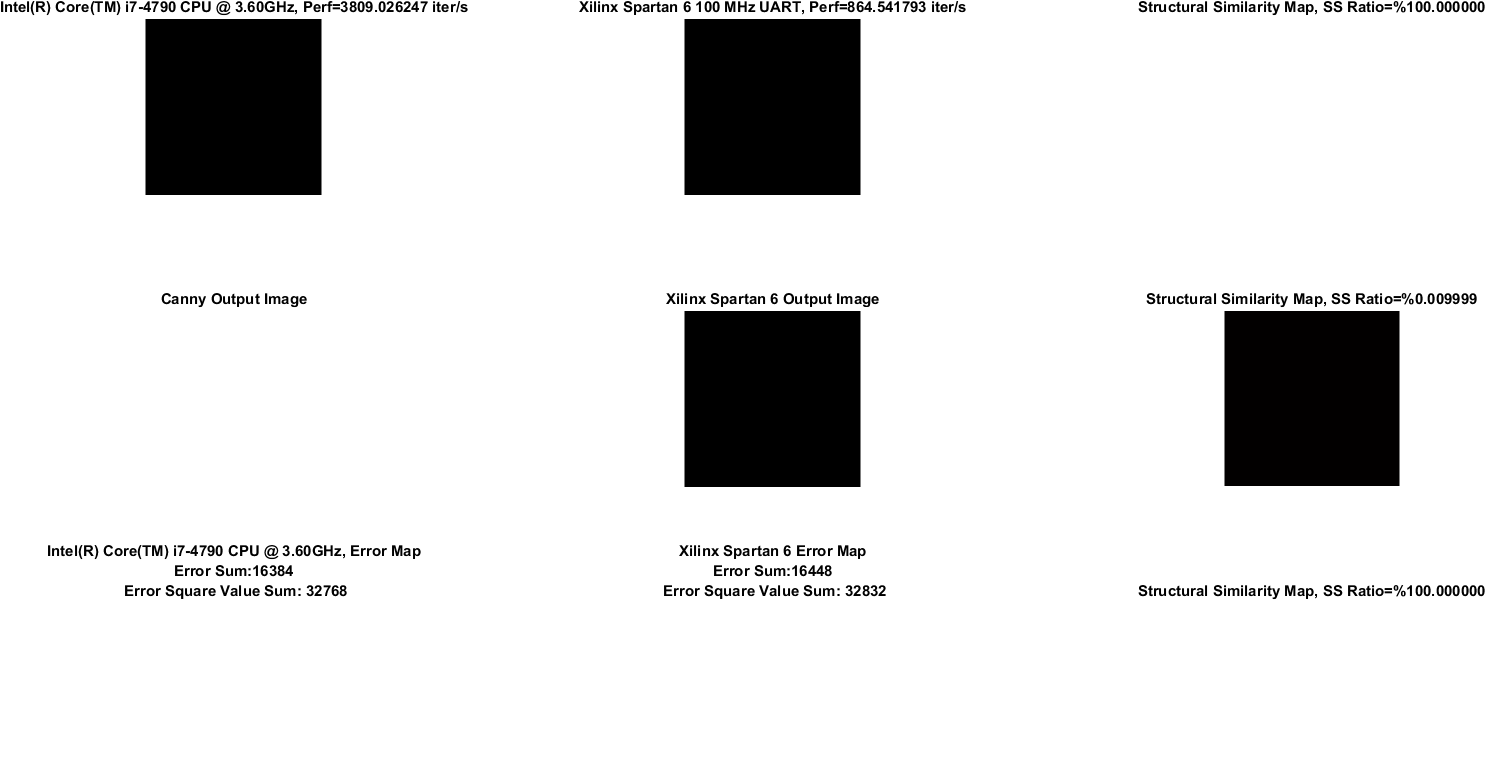 Intel(R) Core(TM) i7-4790 CPU @ 3.60GHz, Perf=3809.026247 iter/s
Xilinx Spartan 6 100 MHz UART, Perf=864.541793 iter/s
Structural Similarity Map, SS Ratio=%100.000000
Canny Output Image
Xilinx Spartan 6 Output Image
Structural Similarity Map, SS Ratio=%0.009999
Intel(R) Core(TM) i7-4790 CPU @ 3.60GHz, Error Map
Error Sum:16384
Error Square Value Sum: 32768
Xilinx Spartan 6 Error Map
Error Sum:16448
Error Square Value Sum: 32832
Structural Similarity Map, SS Ratio=%100.000000